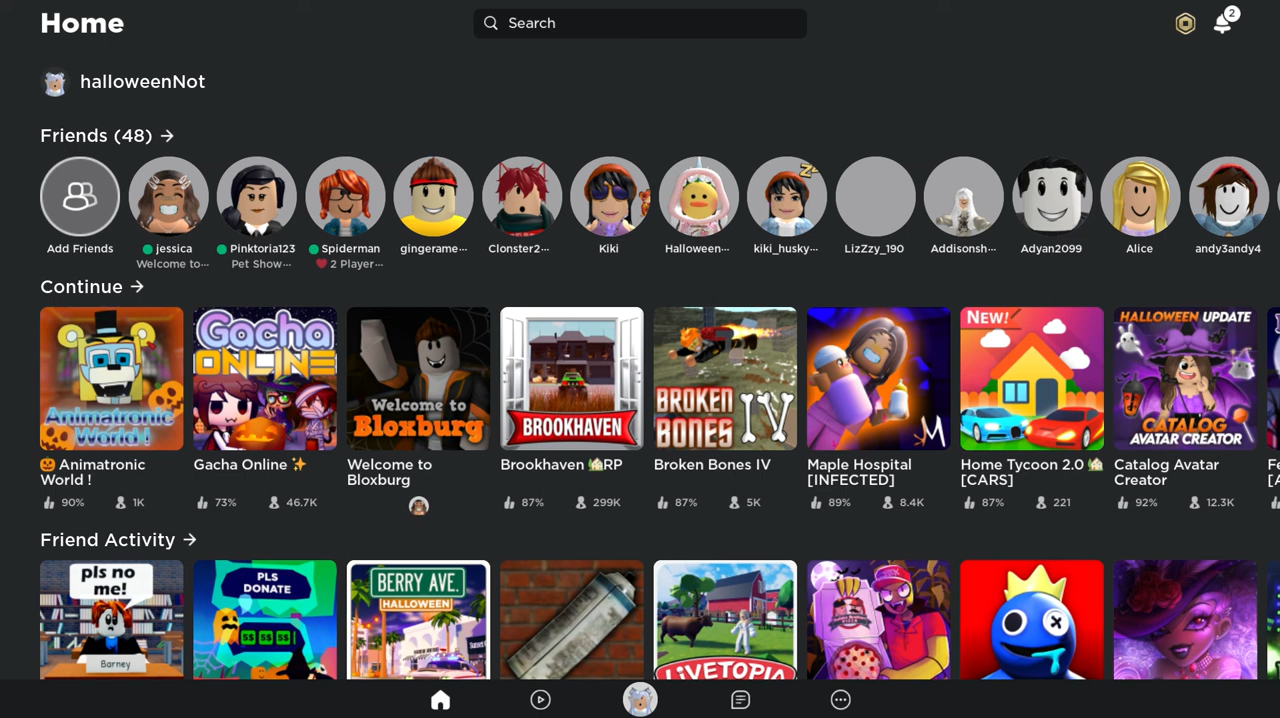 Home
Search
2
halloweenNot
Friends (48) →
Add Friends
jessica
Pinktoria123
Spiderman
gingerame···
Clonster2···
Kiki
Halloween···
kiki_husky···
LizZzy_190
Addisonsh···
Adyan2099
Alice
andy3andy4
Welcome to···
Pet Show···
2 Player···
Continue →
Animatronic World !
Gacha ONLINE
Welcome to Bloxburg
BROOKHAVEN
BROKEN BONES IV
M
New!
HALLOWEEN UPDATE
CATALOG AVATAR CREATOR
🎃 Animatronic
World !
Gacha Online ✨
Welcome to
Bloxburg
Brookhaven 🏡RP
Broken Bones IV
Maple Hospital
[INFECTED]
Home Tycoon 2.0 🏡
[CARS]
Catalog Avatar
Creator
90% 1K
73% 46.7K
87% 299K
87% 5K
89% 8.4K
87% 221
92% 12.3K
Friend Activity →
pls no me!
Barney
PLS DONATE
5$ 5$ 5$
BERRY AVE.
HALLOWEEN
LIVETOPIA